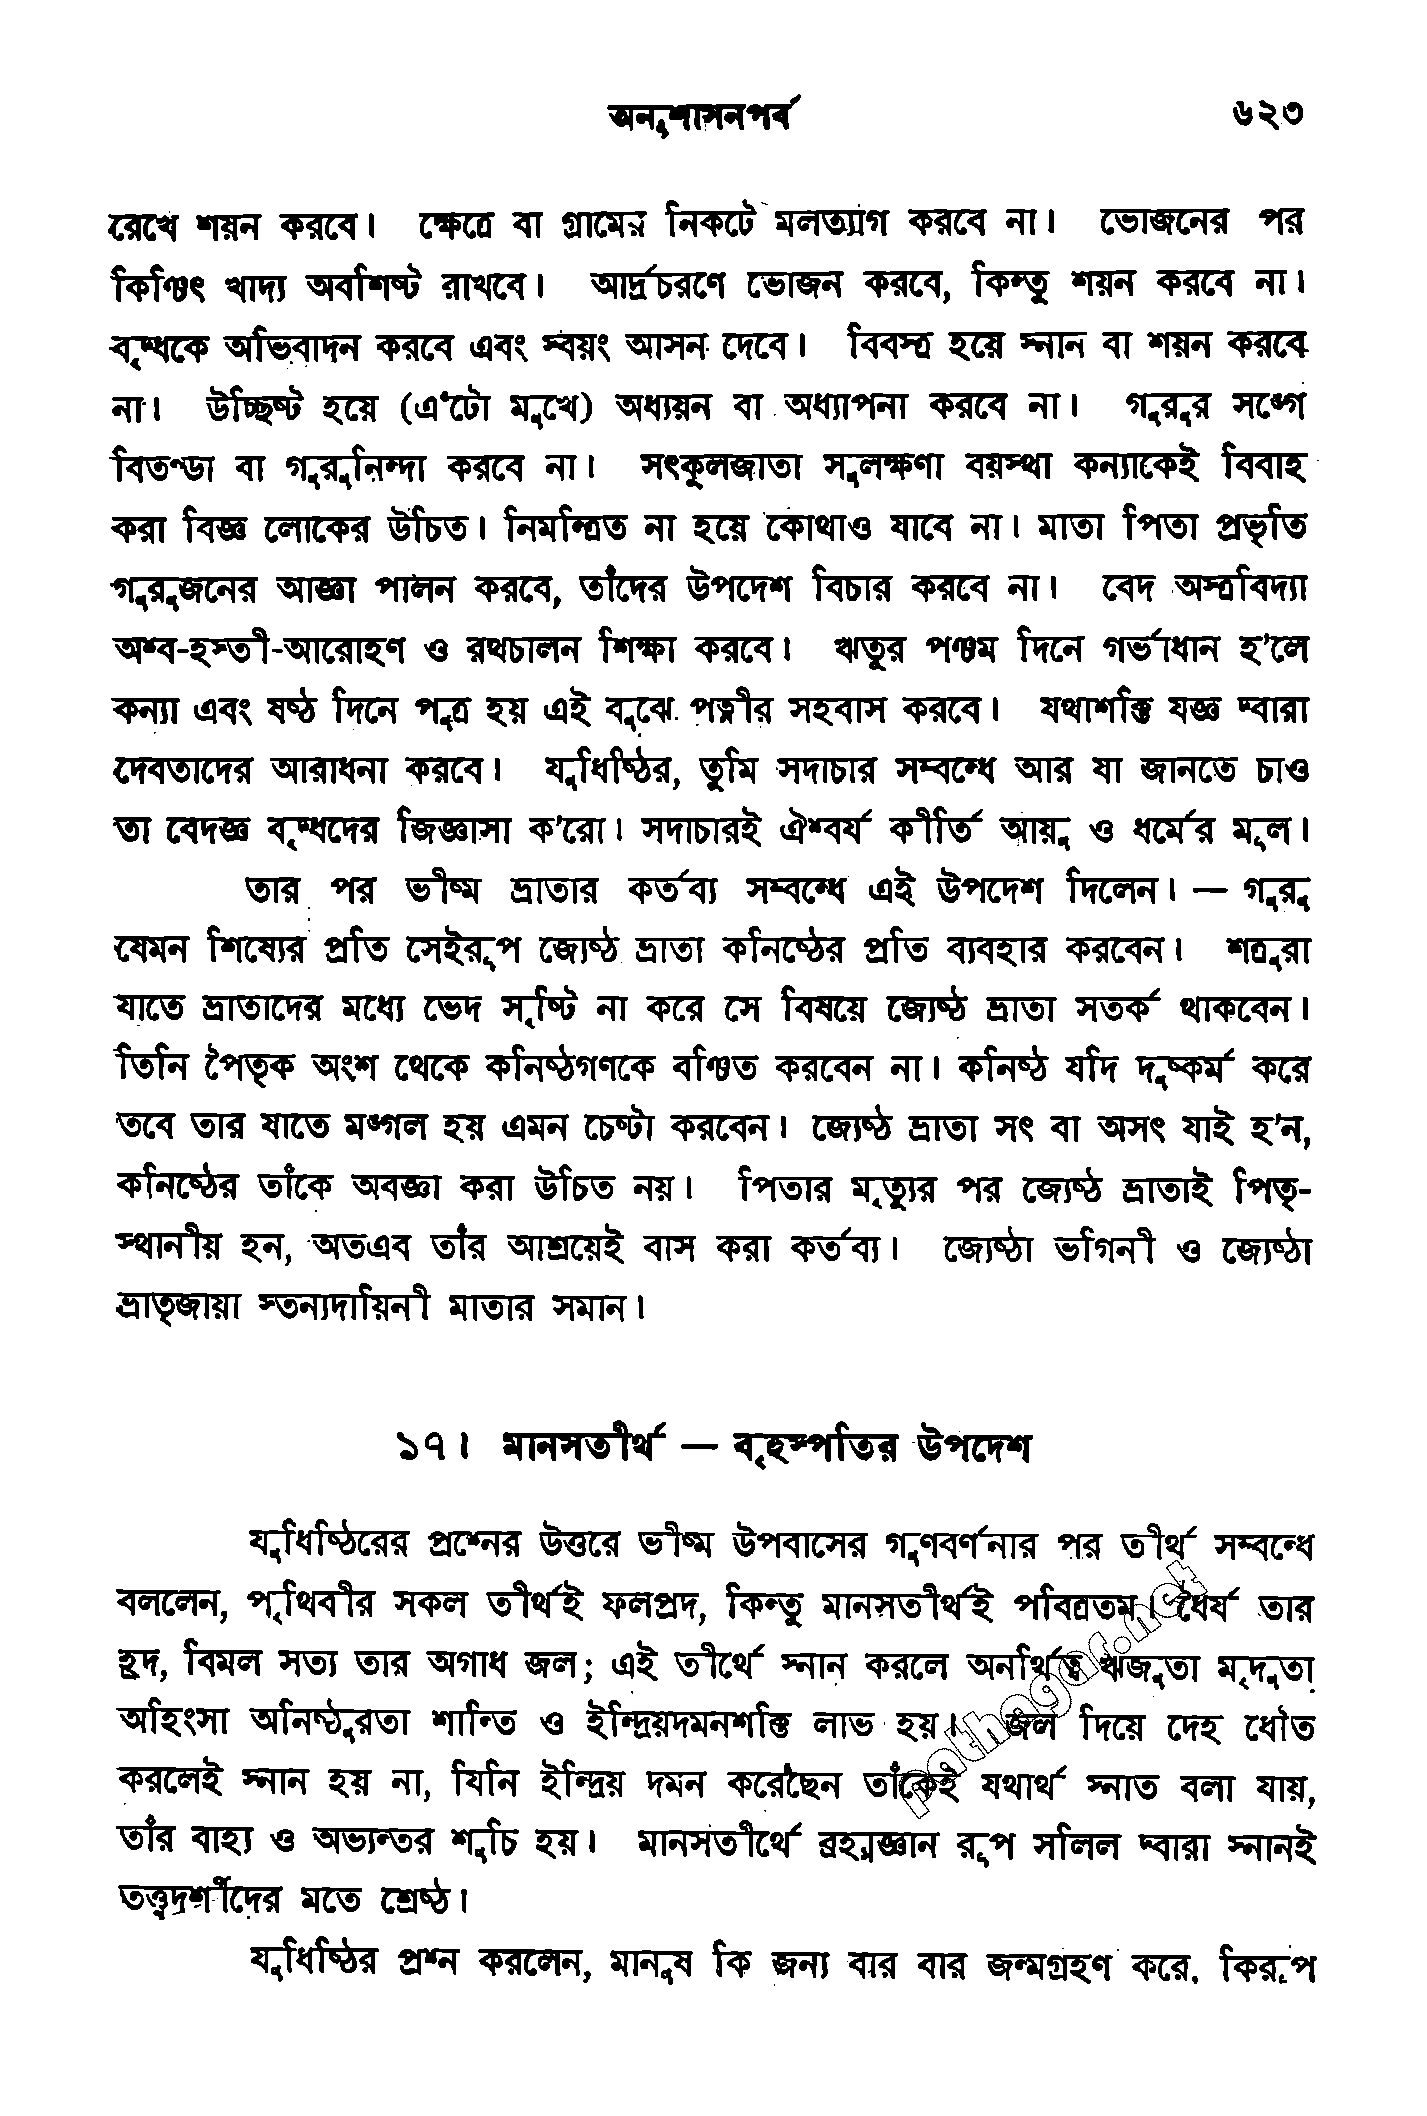 অনুশাসনপর্ব ৬২৩
রেখে শয়ন করবে। ক্ষেত্রে বা গ্রামের নিকটে মলত্যাগ করবে না। ভোজনের পর
কিঞ্চিৎ খাদ্য অবশিষ্ট রাখবে। আর্দ্রচরণে ভোজন করবে, কিন্তু শয়ন করবে না।
বৃদ্ধকে অভিবাদন করবে এবং স্বয়ং আসন দেবে। বিবস্ত্র হয়ে স্নান বা শয়ন করবে
না। উচ্ছিষ্ট হয়ে (এঁটো মুখে) অধ্যয়ন বা অধ্যাপনা করবে না। গুরুর সঙ্গে
বিতণ্ডা বা গুরুনিন্দা করবে না। সৎকুলজাতা সুলক্ষণা বয়স্থা কন্যাকেই বিবাহ
করা বিজ্ঞ লোকের উচিত। নিমন্ত্রিত না হয়ে কোথাও যাবে না। মাতা পিতা প্রভৃতি
গুরুজনের আজ্ঞা পালন করবে, তাঁদের উপদেশ বিচার করবে না। বেদ অস্ত্রবিদ্যা
অশ্ব-হস্তী-আরোহণ ও রথচালন শিক্ষা করবে। ঋতুর পঞ্চম দিনে গর্ভাধান হ'লে
কন্যা এবং ষষ্ঠ দিনে পুত্র হয় এই বুঝে পত্নীর সহবাস করবে। যথাশক্তি যজ্ঞ দ্বারা
দেবতাদের আরাধনা করবে। যুধিষ্ঠির, তুমি সদাচার সম্বন্ধে আর যা জানতে চাও
তা বেদজ্ঞ বৃদ্ধদের জিজ্ঞাসা ক'রো। সদাচারই ঐশ্বর্য কীর্তি আয়ু ও ধর্মের মূল।
তার পর ভীষ্ম ভ্রাতার কর্তব্য সম্বন্ধে এই উপদেশ দিলেন। — গুরু
যেমন শিষ্যের প্রতি সেইরূপ জ্যেষ্ঠ ভ্রাতা কনিষ্ঠের প্রতি ব্যবহার করবেন। শত্রুরা
যাতে ভ্রাতাদের মধ্যে ভেদ সৃষ্টি না করে সে বিষয়ে জ্যেষ্ঠ ভ্রাতা সতর্ক থাকবেন।
তিনি পৈতৃক অংশ থেকে কনিষ্ঠগণকে বঞ্চিত করবেন না। কনিষ্ঠ যদি দুষ্কর্ম করে
তবে তার যাতে মঙ্গল হয় এমন চেষ্টা করবেন। জ্যেষ্ঠ ভ্রাতা সৎ বা অসৎ যাই হ'ন,
কনিষ্ঠের তাঁকে অবজ্ঞা করা উচিত নয়। পিতার মৃত্যুর পর জ্যেষ্ঠ ভ্রাতাই পিতৃ-
স্থানীয় হন, অতএব তাঁর আশ্রয়েই বাস করা কর্তব্য। জ্যেষ্ঠা ভগিনী ও জ্যেষ্ঠা
ভ্রাতৃজায়া স্তন্যদায়িনী মাতার সমান।
১৭। মানসতীর্থ — বৃহস্পতির উপদেশ
যুধিষ্ঠিরের প্রশ্নের উত্তরে ভীষ্ম উপবাসের গুণবর্ণনার পর তীর্থ সম্বন্ধে
বললেন, পৃথিবীর সকল তীর্থই ফলপ্রদ, কিন্তু মানসতীর্থই পবিত্রতম। ধৈর্য তার
হ্রদ, বিমল সত্য তার অগাধ জল; এই তীর্থে স্নান করলে অনর্থিত্ব ঋজুতা মৃদুতা
অহিংসা অনিষ্ঠুরতা শান্তি ও ইন্দ্রিয়দমনশক্তি লাভ হয়। জল দিয়ে দেহ ধৌত
করলেই স্নান হয় না, যিনি ইন্দ্রিয় দমন করেছেন তাঁকেই যথার্থ স্নাত বলা যায়,
তাঁর বাহ্য ও অভ্যন্তর শুচি হয়। মানসতীর্থে ব্রহ্মজ্ঞান রূপ সলিল দ্বারা স্নানই
তত্ত্বদর্শীদের মতে শ্রেষ্ঠ।
যুধিষ্ঠির প্রশ্ন করলেন, মানুষ কি জন্য বার বার জন্মগ্রহণ করে, কিরূপ
pathagar.net